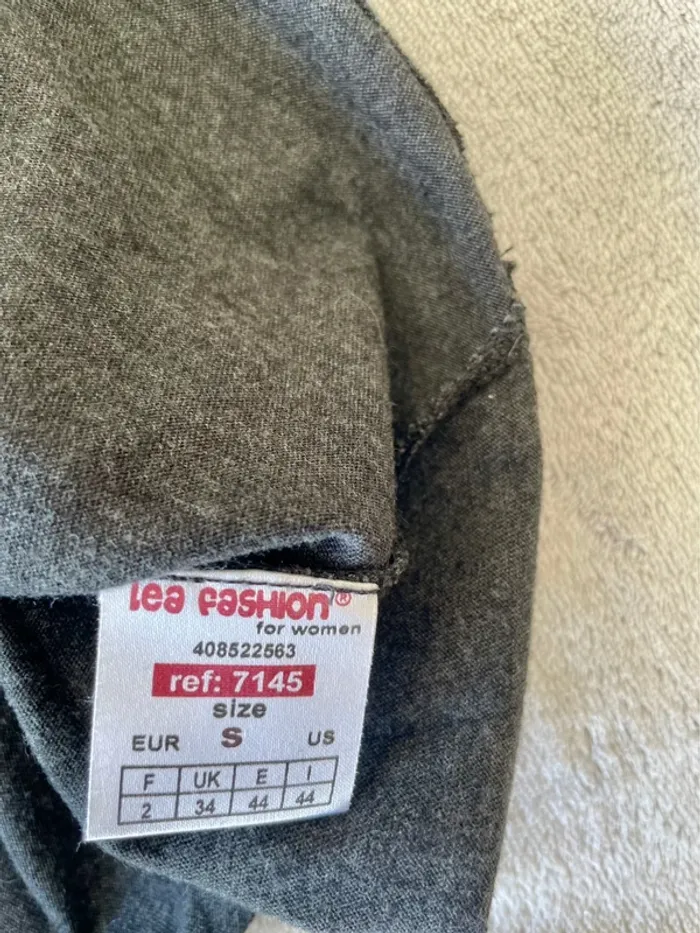 lea fasHion®
for women
408522563
ref: 7145
size
EUR S US
F UK E I
2 34 44 44